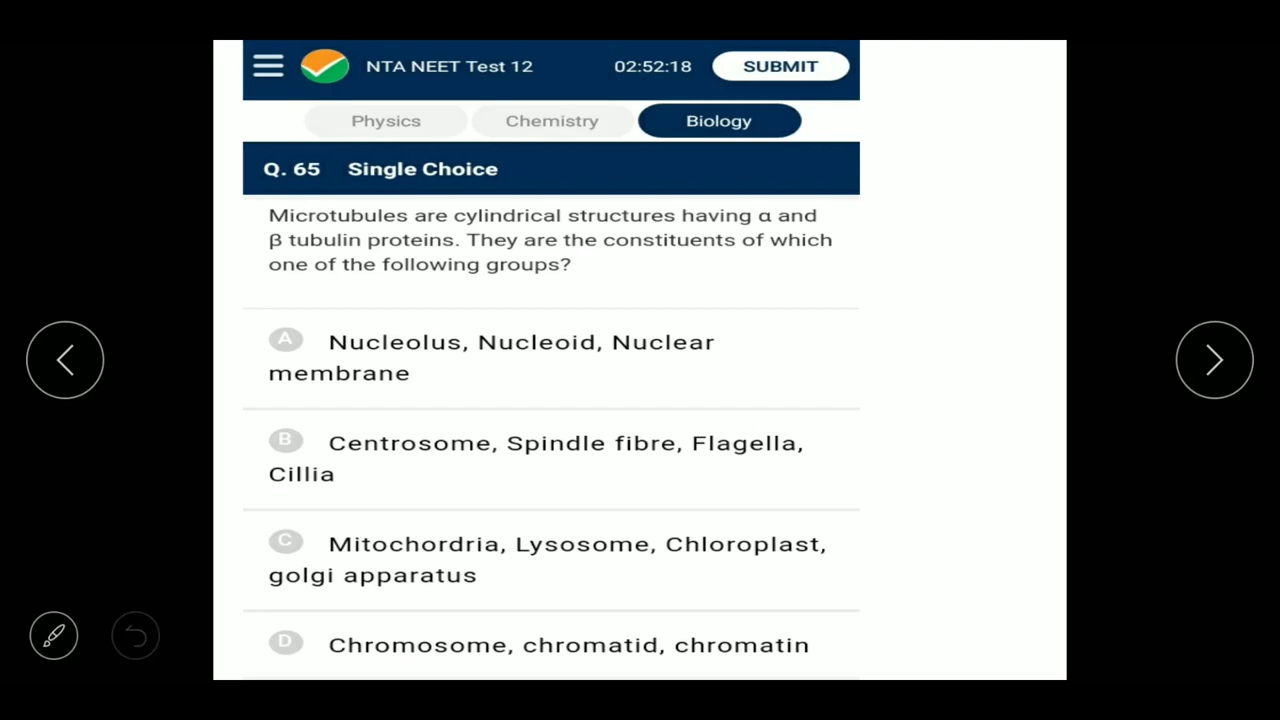 NTA NEET Test 12 02:52:18 SUBMIT
Physics Chemistry Biology
Q. 65 Single Choice
Microtubules are cylindrical structures having α and
β tubulin proteins. They are the constituents of which
one of the following groups?
A Nucleolus, Nucleoid, Nuclear
membrane
B Centrosome, Spindle fibre, Flagella,
Cillia
C Mitochordria, Lysosome, Chloroplast,
golgi apparatus
D Chromosome, chromatid, chromatin